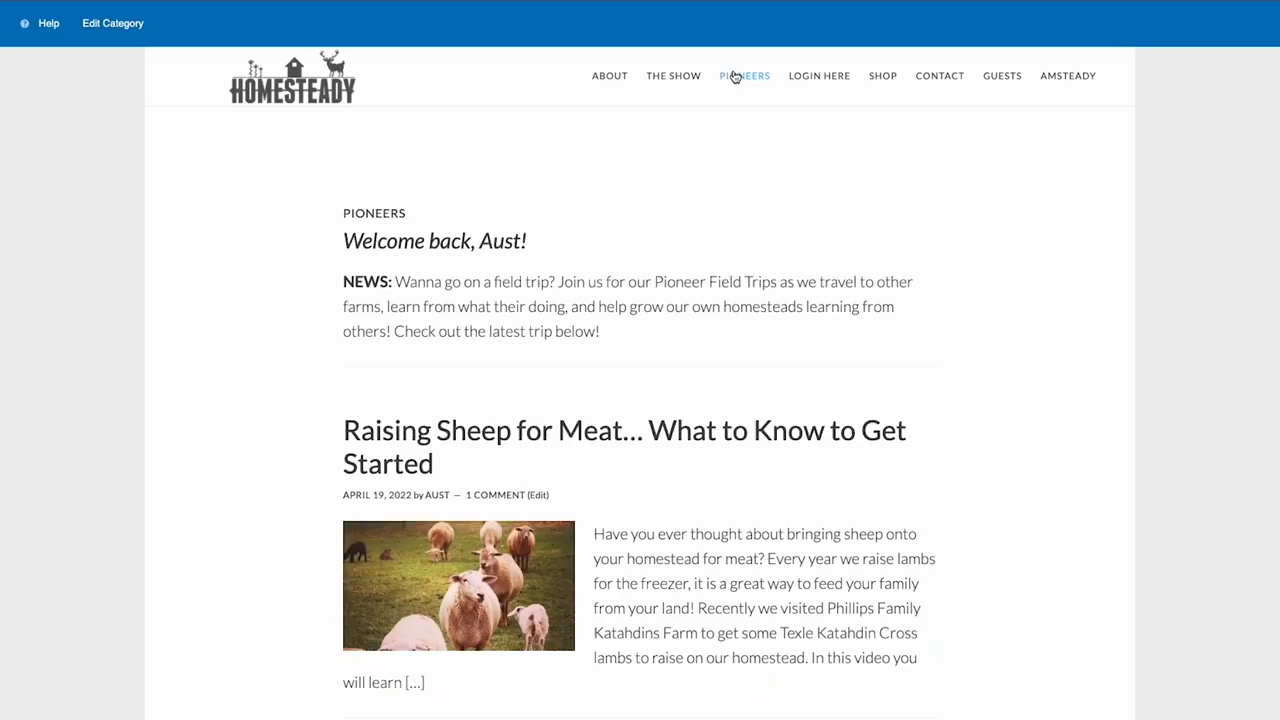 Help Edit Category
HOMESTEADY
ABOUT THE SHOW PIONEERS LOGIN HERE SHOP CONTACT GUESTS AMSTEADY
PIONEERS
Welcome back, Aust!
NEWS: Wanna go on a field trip? Join us for our Pioneer Field Trips as we travel to other
farms, learn from what their doing, and help grow our own homesteads learning from
others! Check out the latest trip below!
Raising Sheep for Meat… What to Know to Get
Started
APRIL 19, 2022 by AUST — 1 COMMENT (Edit)
Have you ever thought about bringing sheep onto
your homestead for meat? Every year we raise lambs
for the freezer, it is a great way to feed your family
from your land! Recently we visited Phillips Family
Katahdins Farm to get some Texle Katahdin Cross
lambs to raise on our homestead. In this video you
will learn […]